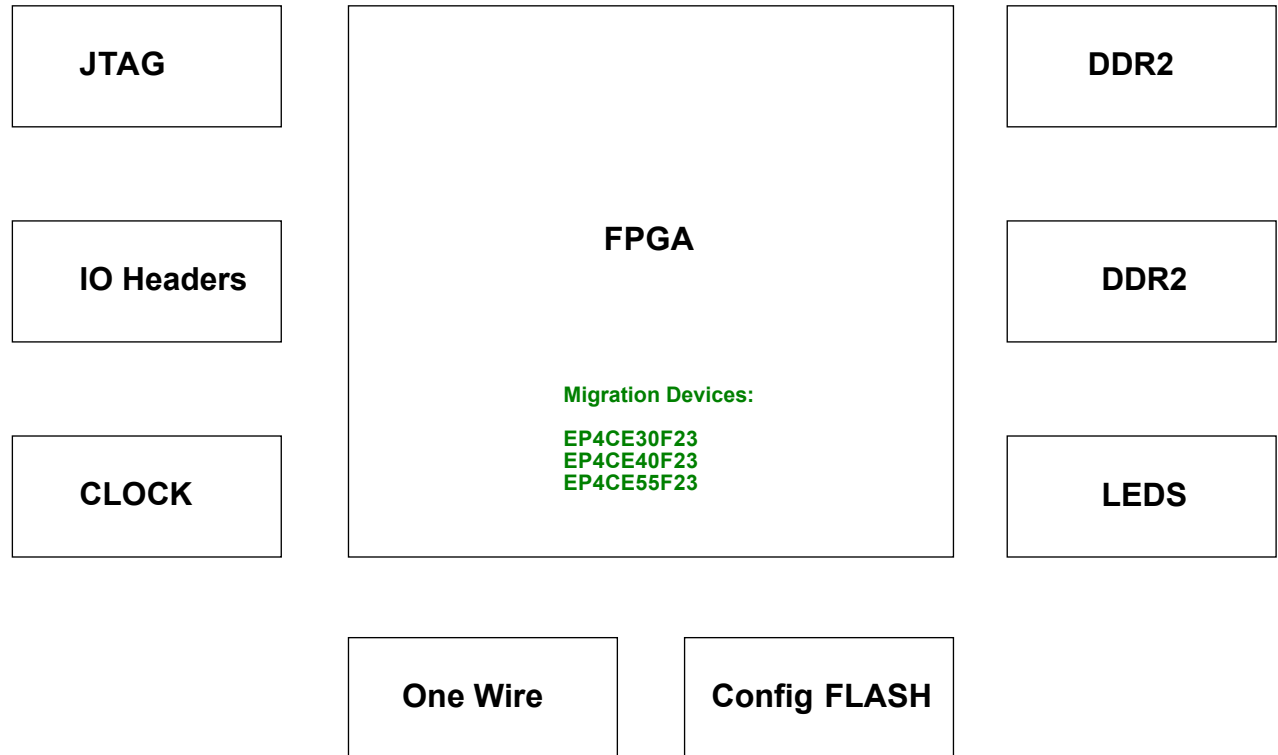 JTAG
DDR2
FPGA
IO Headers
DDR2
Migration Devices:
EP4CE30F23
EP4CE40F23
EP4CE55F23
CLOCK
LEDS
One Wire
Config FLASH